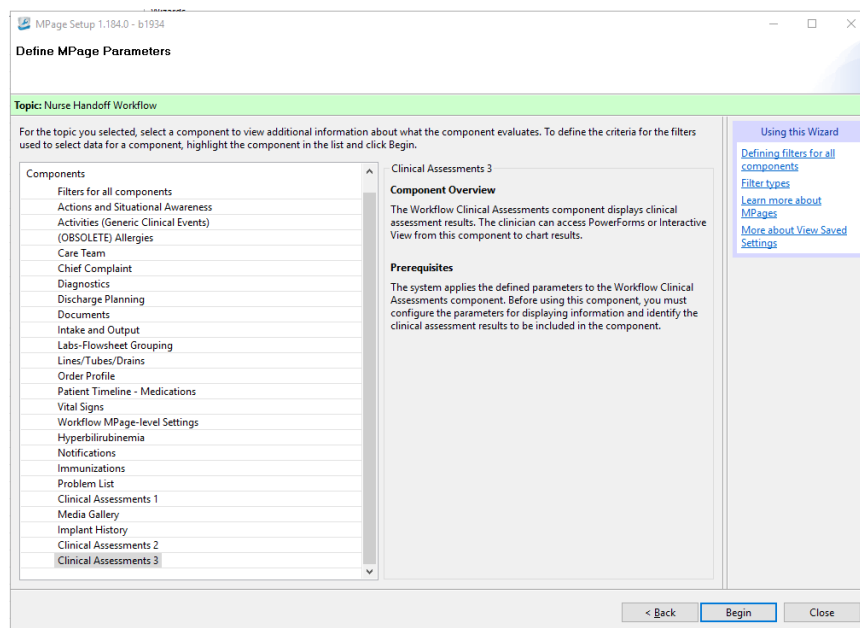 MPage Setup 1.184.0 - b1934
Define MPage Parameters
Topic: Nurse Handoff Workflow
For the topic you selected, select a component to view additional information about what the component evaluates. To define the criteria for the filters
used to select data for a component, highlight the component in the list and click Begin.
Components
Filters for all components
Actions and Situational Awareness
Activities (Generic Clinical Events)
(OBSOLETE) Allergies
Care Team
Chief Complaint
Diagnostics
Discharge Planning
Documents
Intake and Output
Labs-Flowsheet Grouping
Lines/Tubes/Drains
Order Profile
Patient Timeline - Medications
Vital Signs
Workflow MPage-level Settings
Hyperbilirubinemia
Notifications
Immunizations
Problem List
Clinical Assessments 1
Media Gallery
Implant History
Clinical Assessments 2
Clinical Assessments 3
Clinical Assessments 3
Component Overview
The Workflow Clinical Assessments component displays clinical
assessment results. The clinician can access PowerForms or Interactive
View from this component to chart results.
Prerequisites
The system applies the defined parameters to the Workflow Clinical
Assessments component. Before using this component, you must
configure the parameters for displaying information and identify the
clinical assessment results to be included in the component.
Using this Wizard
Defining filters for all
components
Filter types
Learn more about
MPages
More about View Saved
Settings
< Back
Begin
Close